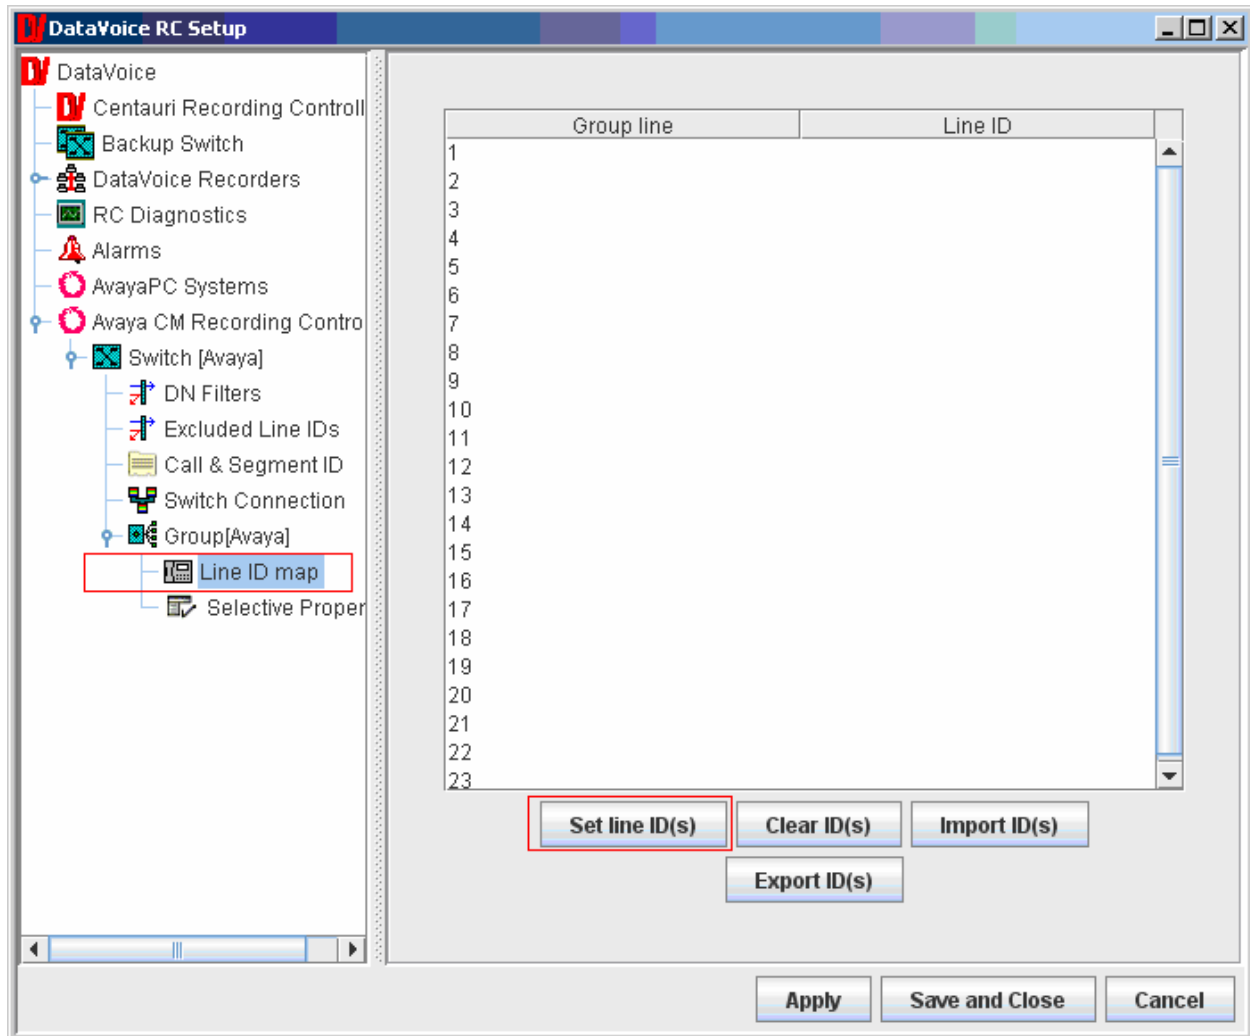 DataVoice RC Setup
DataVoice
Centauri Recording Controll
Backup Switch
DataVoice Recorders
RC Diagnostics
Alarms
AvayaPC Systems
Avaya CM Recording Contro
Switch [Avaya]
DN Filters
Excluded Line IDs
Call & Segment ID
Switch Connection
Group[Avaya]
Line ID map
Selective Proper
Group line Line ID
1
2
3
4
5
6
7
8
9
10
11
12
13
14
15
16
17
18
19
20
21
22
23
Set line ID(s) Clear ID(s) Import ID(s)
Export ID(s)
Apply Save and Close Cancel